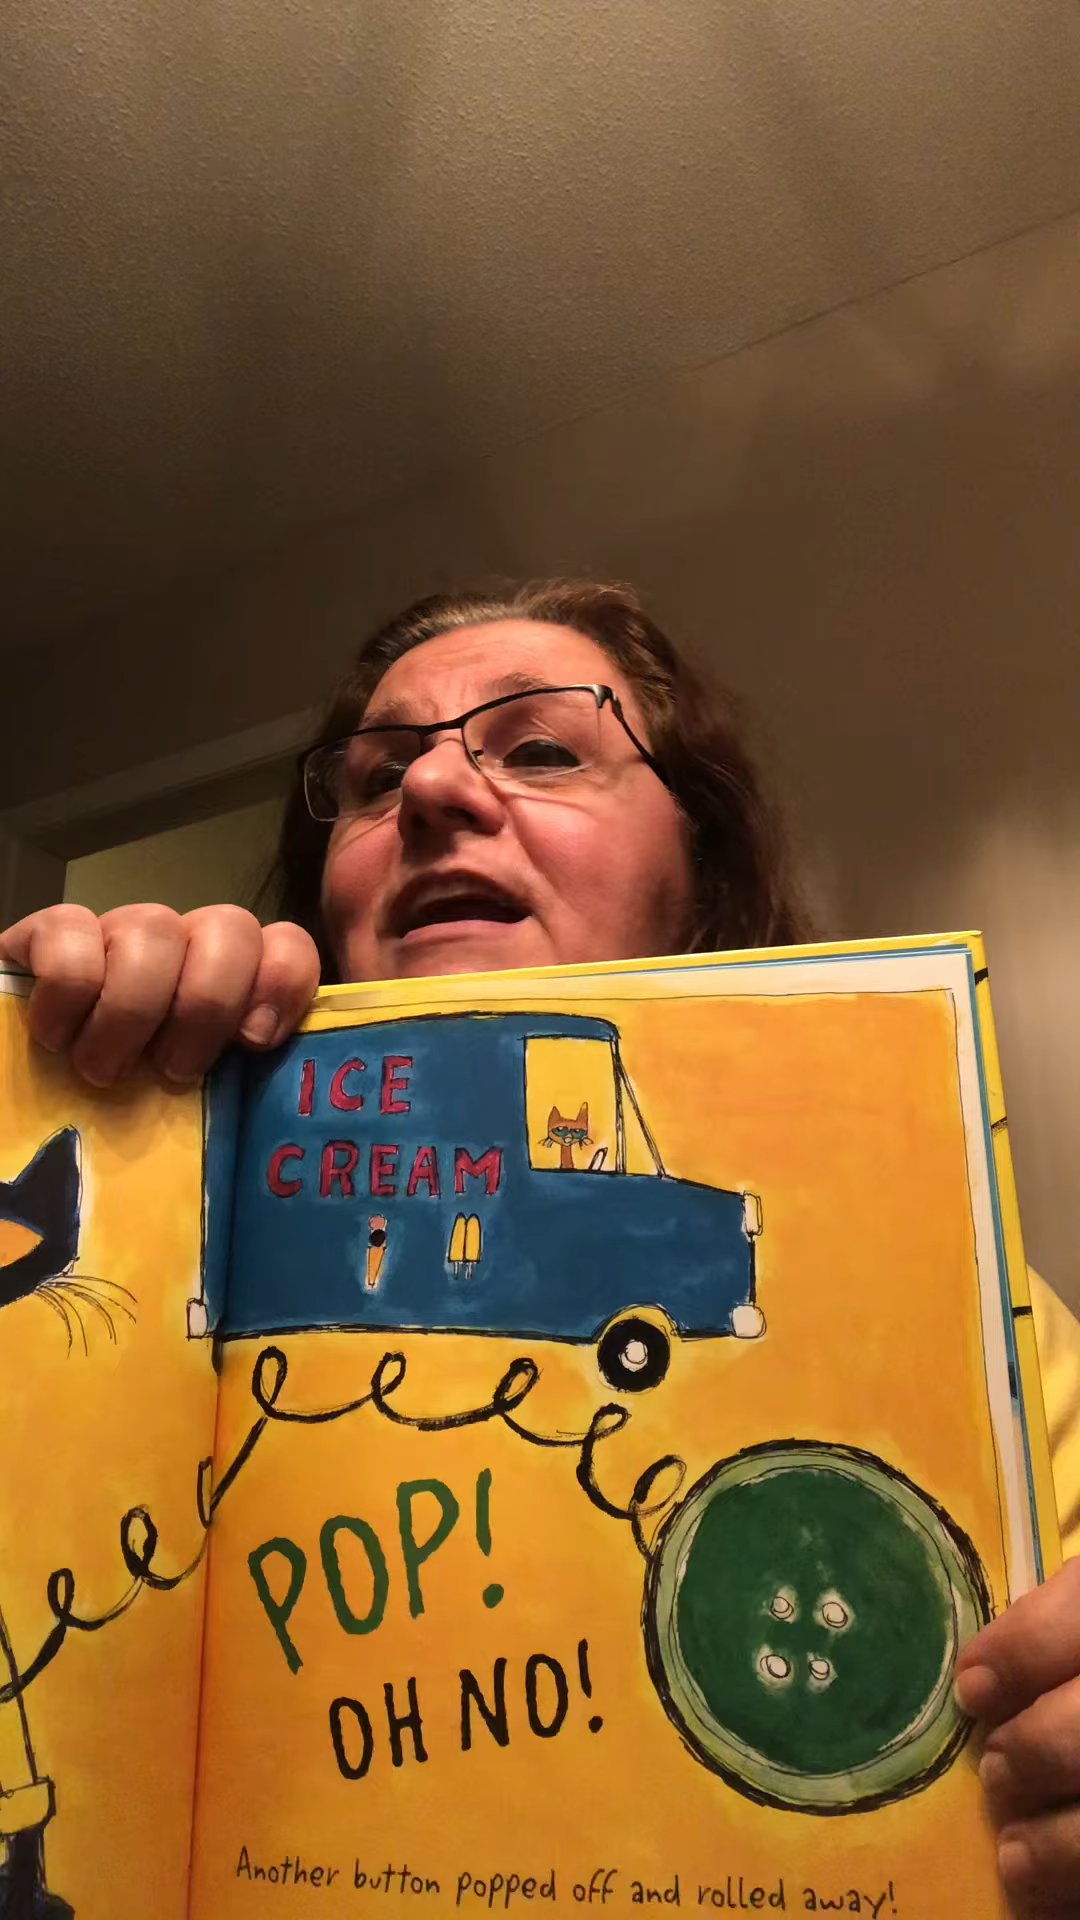 ICE
CREAM
POP!
OH NO!
Another button popped off and rolled away!